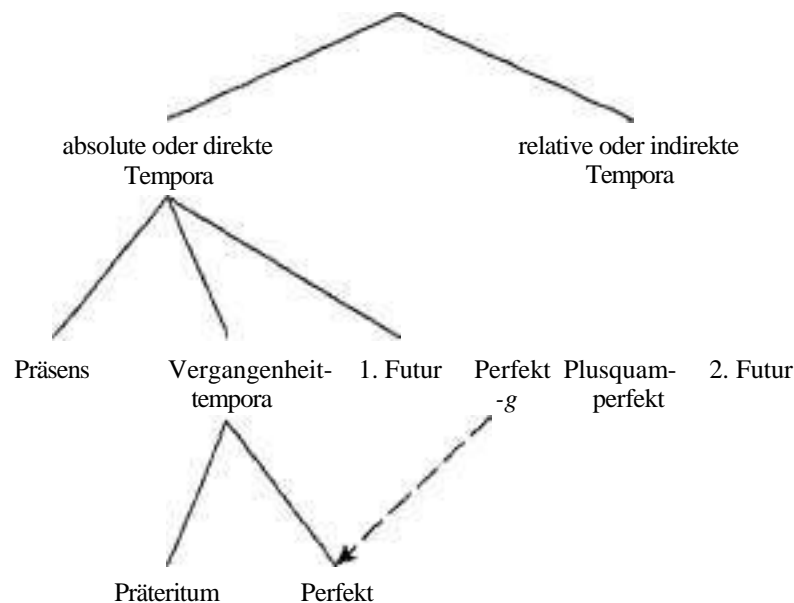 absolute oder direkte
Tempora
relative oder indirekte
Tempora
Präsens
Vergangenheit-
tempora
1. Futur
Perfekt
-g
Plusquam-
perfekt
2. Futur
Präteritum
Perfekt